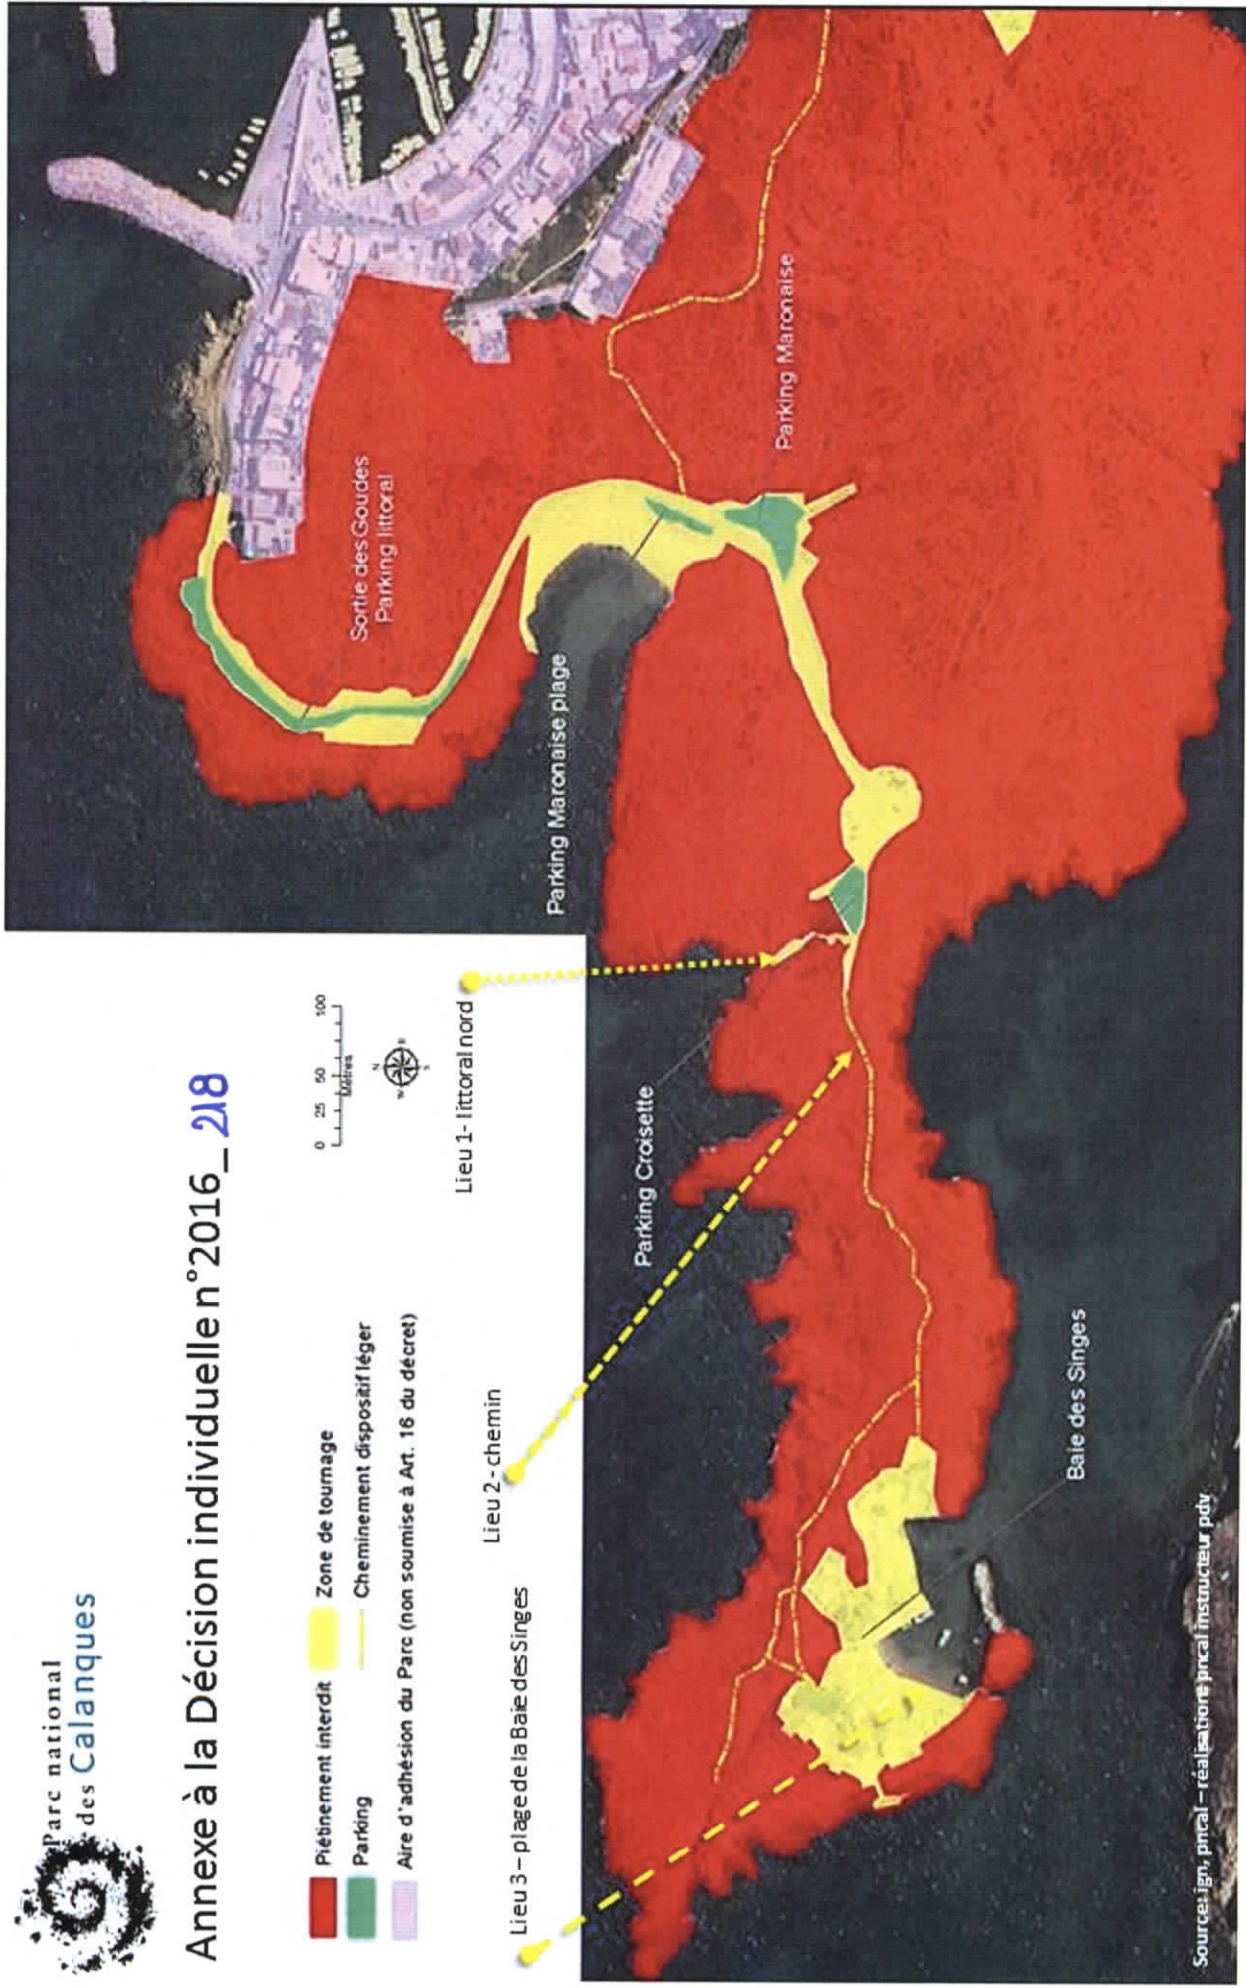 Parc national
des Calanques
Annexe à la Décision individuelle n°2016_218
Piétinement interdit
Zone de tournage
Parking
Cheminement dispositif léger
Aire d'adhésion du Parc (non soumise à Art. 16 du décret)
0 25 50 100
Mètres
N
W E
S
Lieu 3 – plage de la Baie des Singes
Lieu 2 - chemin
Lieu 1 - littoral nord
Sortie des Goudes
Parking littoral
Parking Maronaise plage
Parking Maronaise
Parking Croisette
Baie des Singes
Source: ign, pncal – réalisation: pncal instructeur pdv